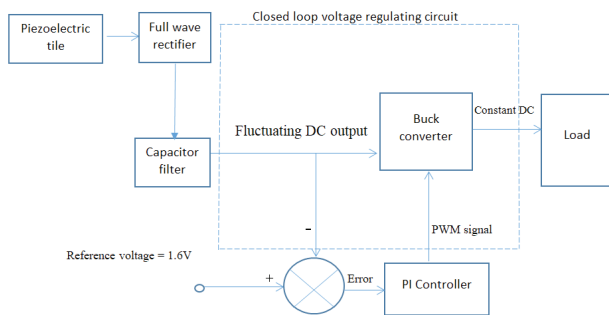 Closed loop voltage regulating circuit
Piezoelectric
tile
Full wave
rectifier
Capacitor
filter
Fluctuating DC output
Buck
converter
Constant DC
Load
-
PWM signal
Reference voltage = 1.6V
+
Error
PI Controller